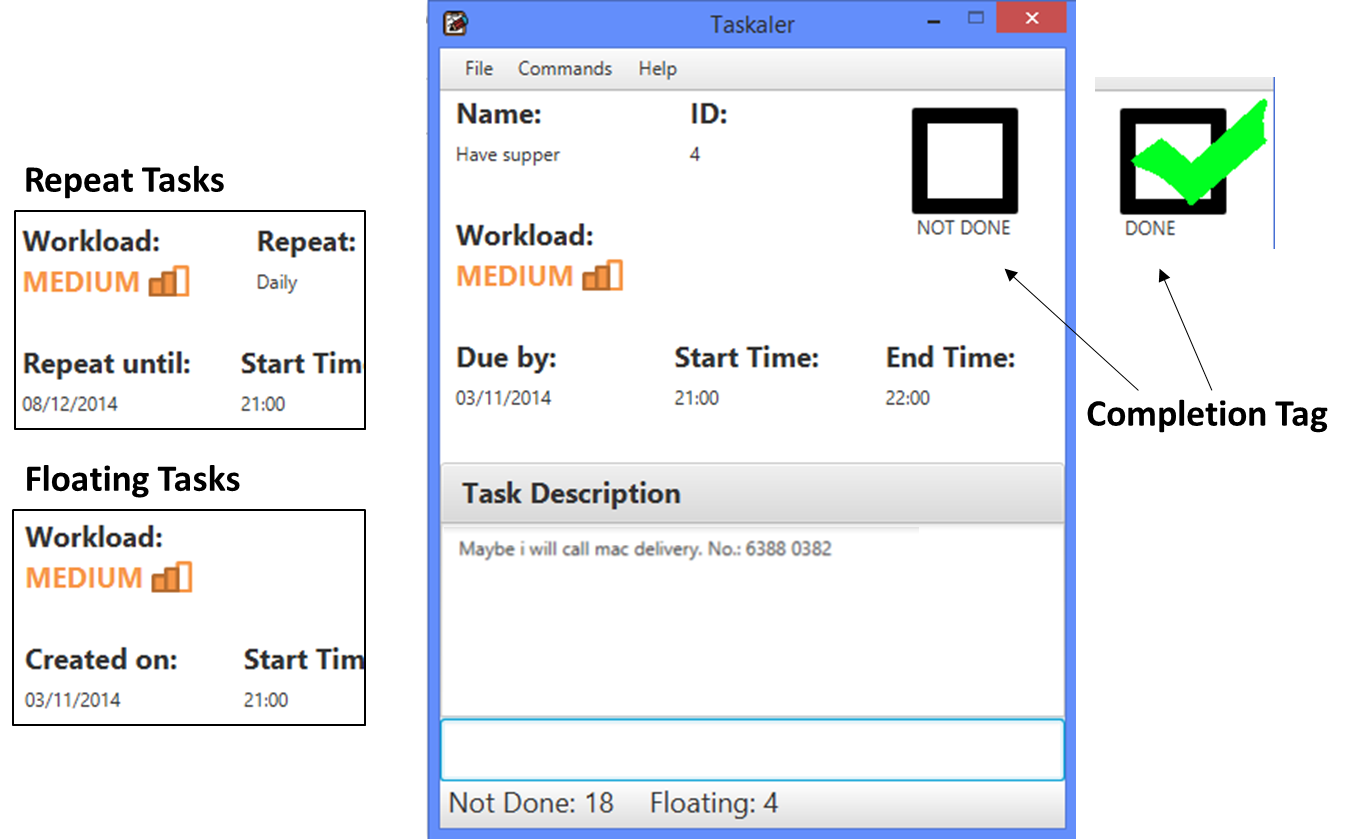 Repeat Tasks
Workload: Repeat:
MEDIUM Daily
Repeat until: Start Tim
08/12/2014 21:00
Floating Tasks
Workload:
MEDIUM
Created on: Start Tim
03/11/2014 21:00
Taskaler
File Commands Help
Name: ID:
Have supper 4
NOT DONE
Workload:
MEDIUM
Due by: Start Time: End Time:
03/11/2014 21:00 22:00
Task Description
Maybe i will call mac delivery. No.: 6388 0382
Not Done: 18 Floating: 4
DONE
Completion Tag